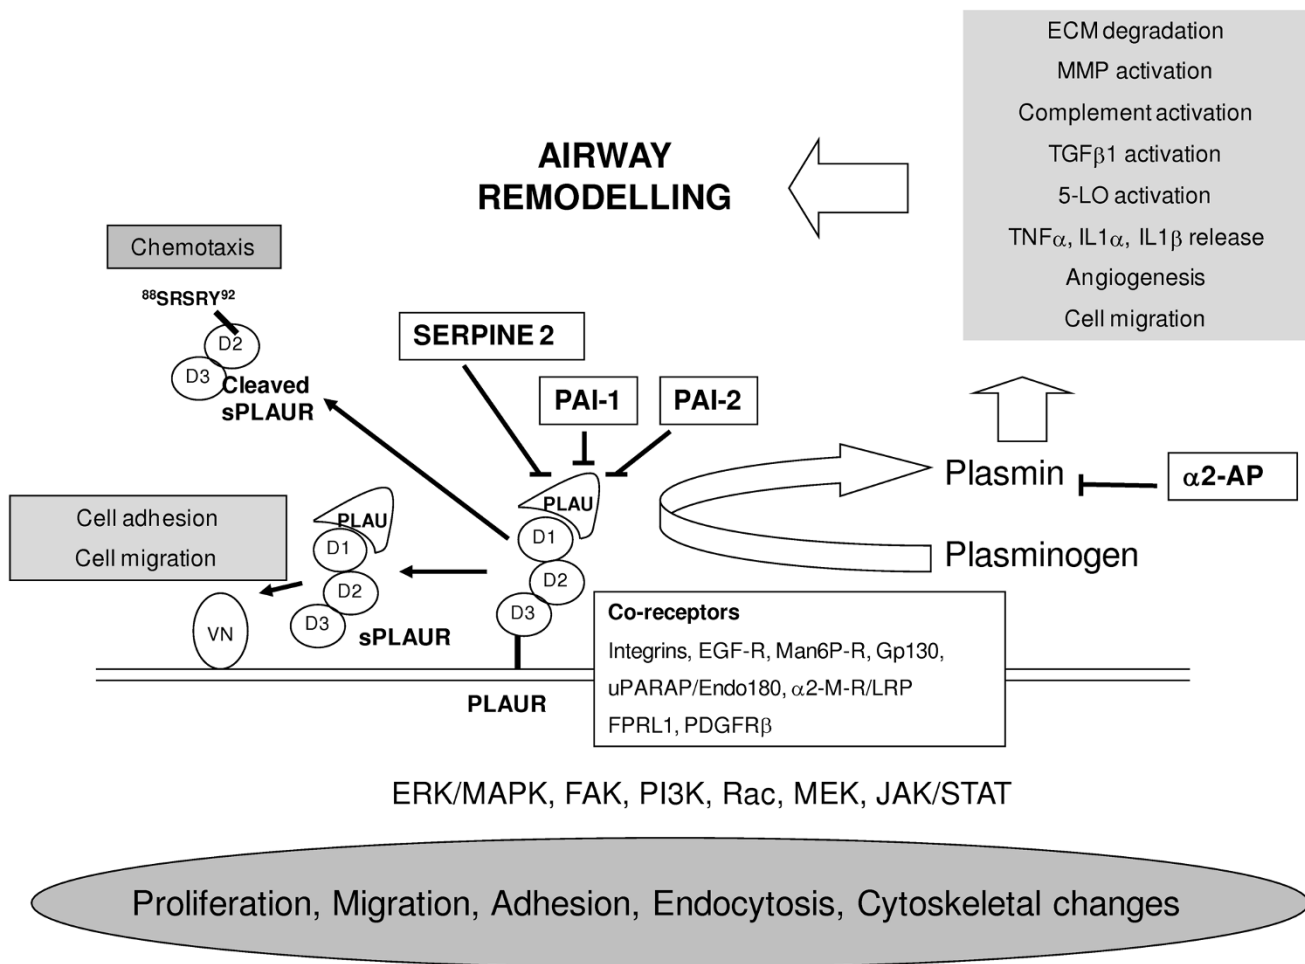 ECM degradation
MMP activation
Complement activation
TGFβ1 activation
5-LO activation
TNFα, IL1α, IL1β release
Angiogenesis
Cell migration
AIRWAY
REMODELLING
Chemotaxis
⁸⁸SRSRY⁹²
D2
D3
Cleaved
sPLAUR
SERPINE 2
PAI-1
PAI-2
Plasmin
α2-AP
Plasminogen
Cell adhesion
Cell migration
PLAU
D1
D2
D3
sPLAUR
VN
PLAU
D1
D2
D3
PLAUR
Co-receptors
Integrins, EGF-R, Man6P-R, Gp130,
uPARAP/Endo180, α2-M-R/LRP
FPRL1, PDGFRβ
ERK/MAPK, FAK, PI3K, Rac, MEK, JAK/STAT
Proliferation, Migration, Adhesion, Endocytosis, Cytoskeletal changes